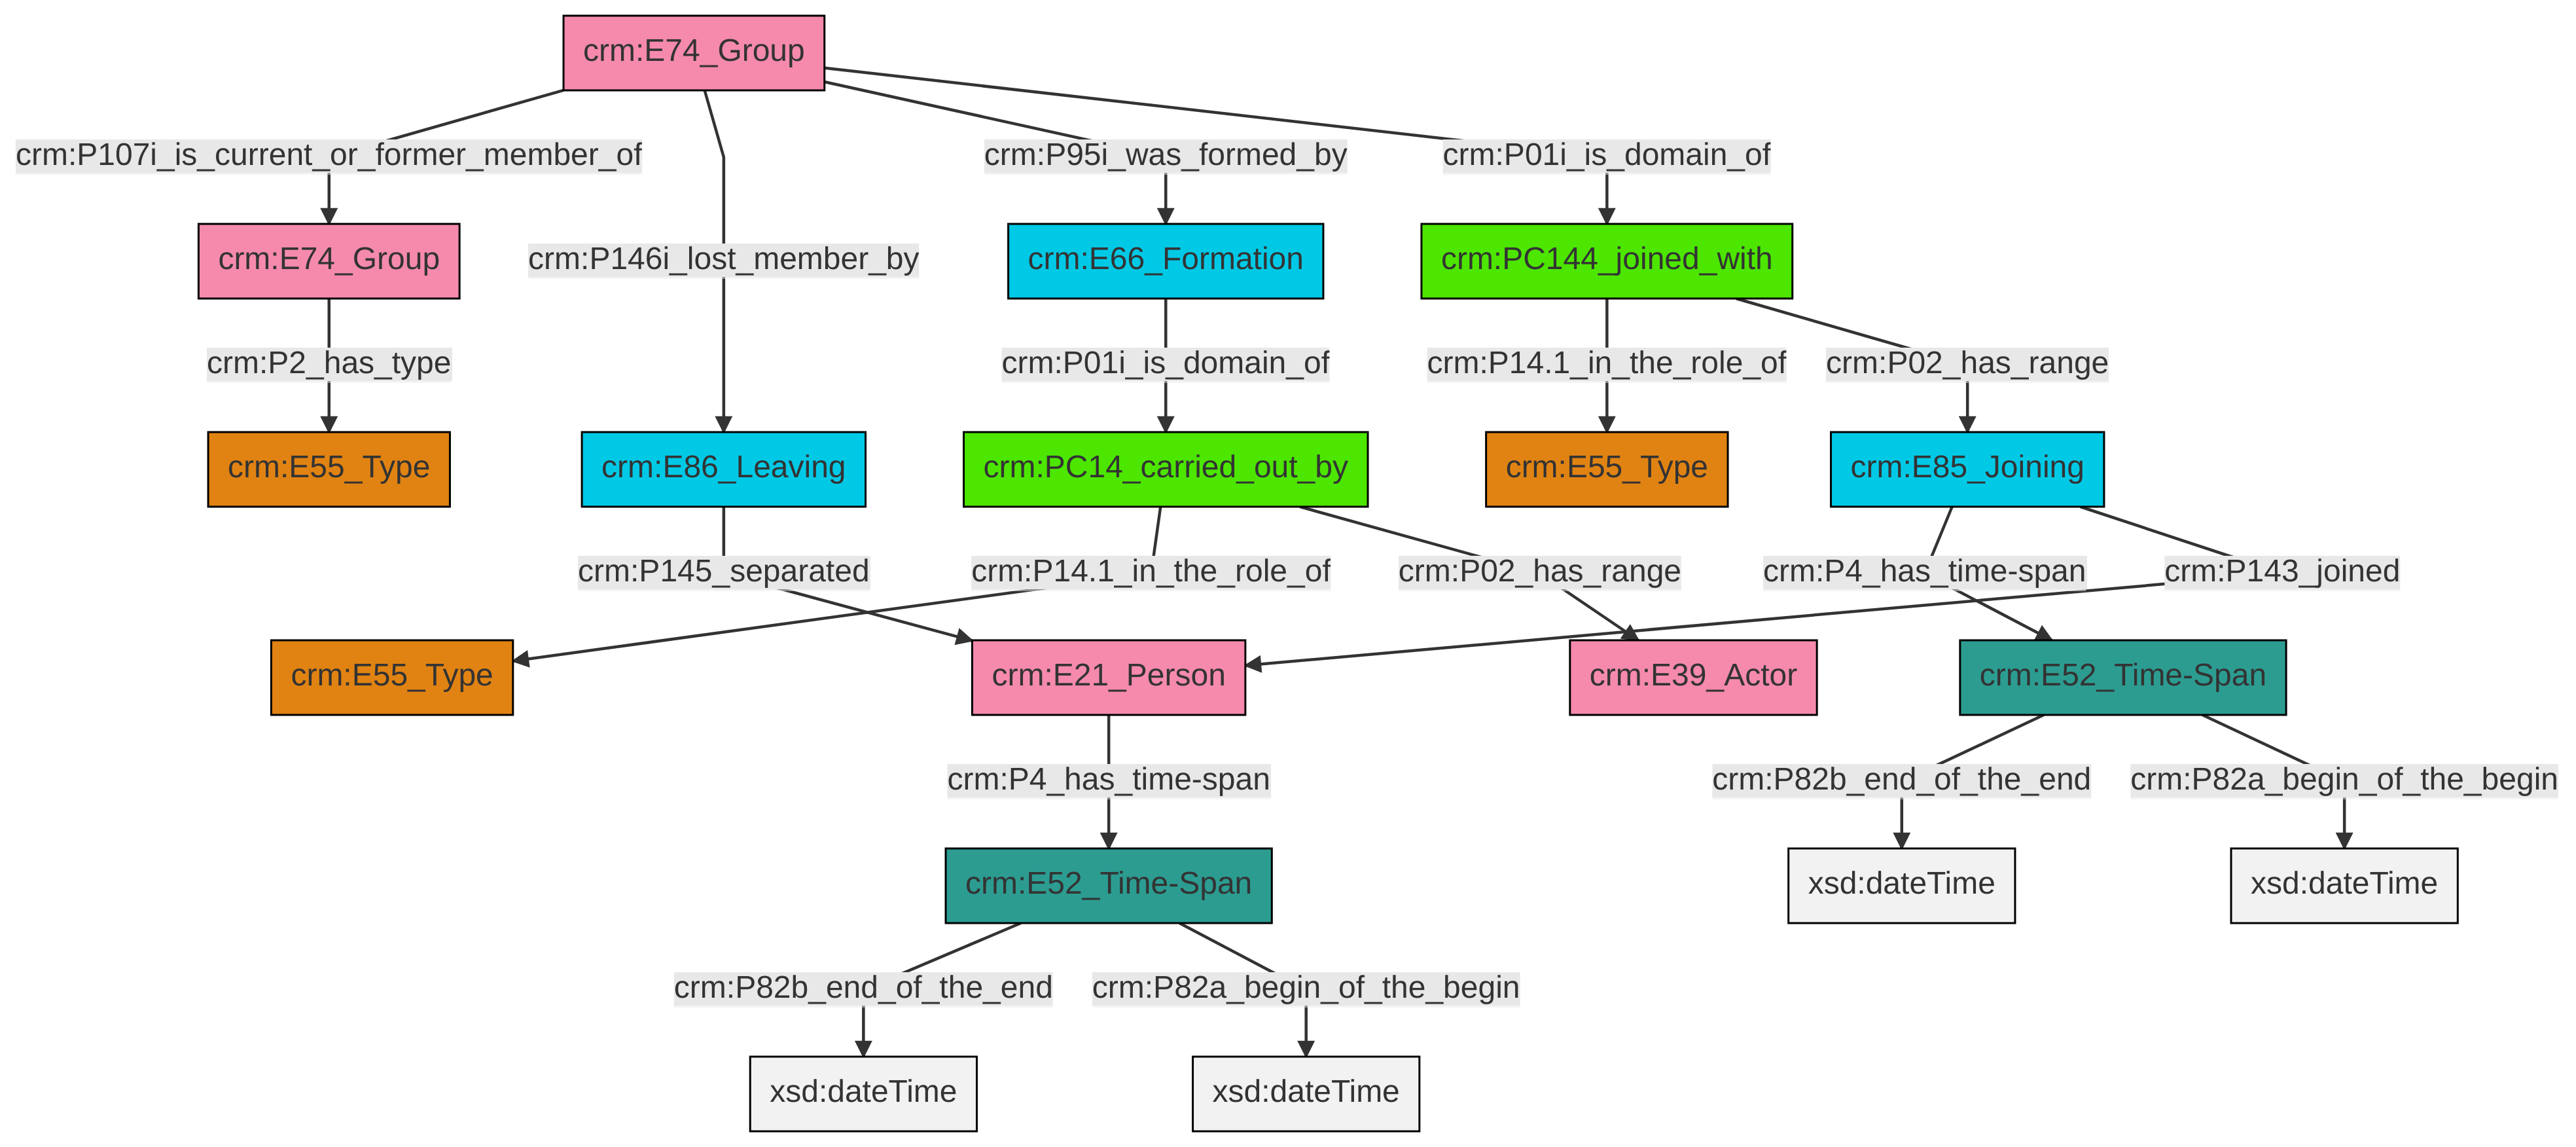 crm:E74_Group
crm:P107i_is_current_or_former_member_of
crm:P95i_was_formed_by
crm:P01i_is_domain_of
crm:E74_Group
crm:P146i_lost_member_by
crm:E66_Formation
crm:PC144_joined_with
crm:P2_has_type
crm:P01i_is_domain_of
crm:P14.1_in_the_role_of
crm:P02_has_range
crm:E55_Type
crm:E86_Leaving
crm:PC14_carried_out_by
crm:E55_Type
crm:E85_Joining
crm:P145_separated
crm:P14.1_in_the_role_of
crm:P02_has_range
crm:P4_has_time-span
crm:P143_joined
crm:E55_Type
crm:E21_Person
crm:E39_Actor
crm:E52_Time-Span
crm:P4_has_time-span
crm:P82b_end_of_the_end
crm:P82a_begin_of_the_begin
crm:E52_Time-Span
xsd:dateTime
xsd:dateTime
crm:P82b_end_of_the_end
crm:P82a_begin_of_the_begin
xsd:dateTime
xsd:dateTime